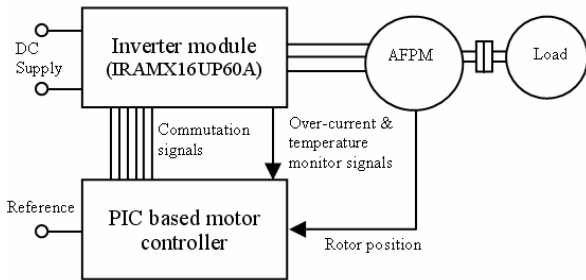 DC
Supply
Inverter module
(IRAMX16UP60A)
AFPM
Load
Commutation
signals
Over-current &
temperature
monitor signals
Reference
PIC based motor
controller
Rotor position